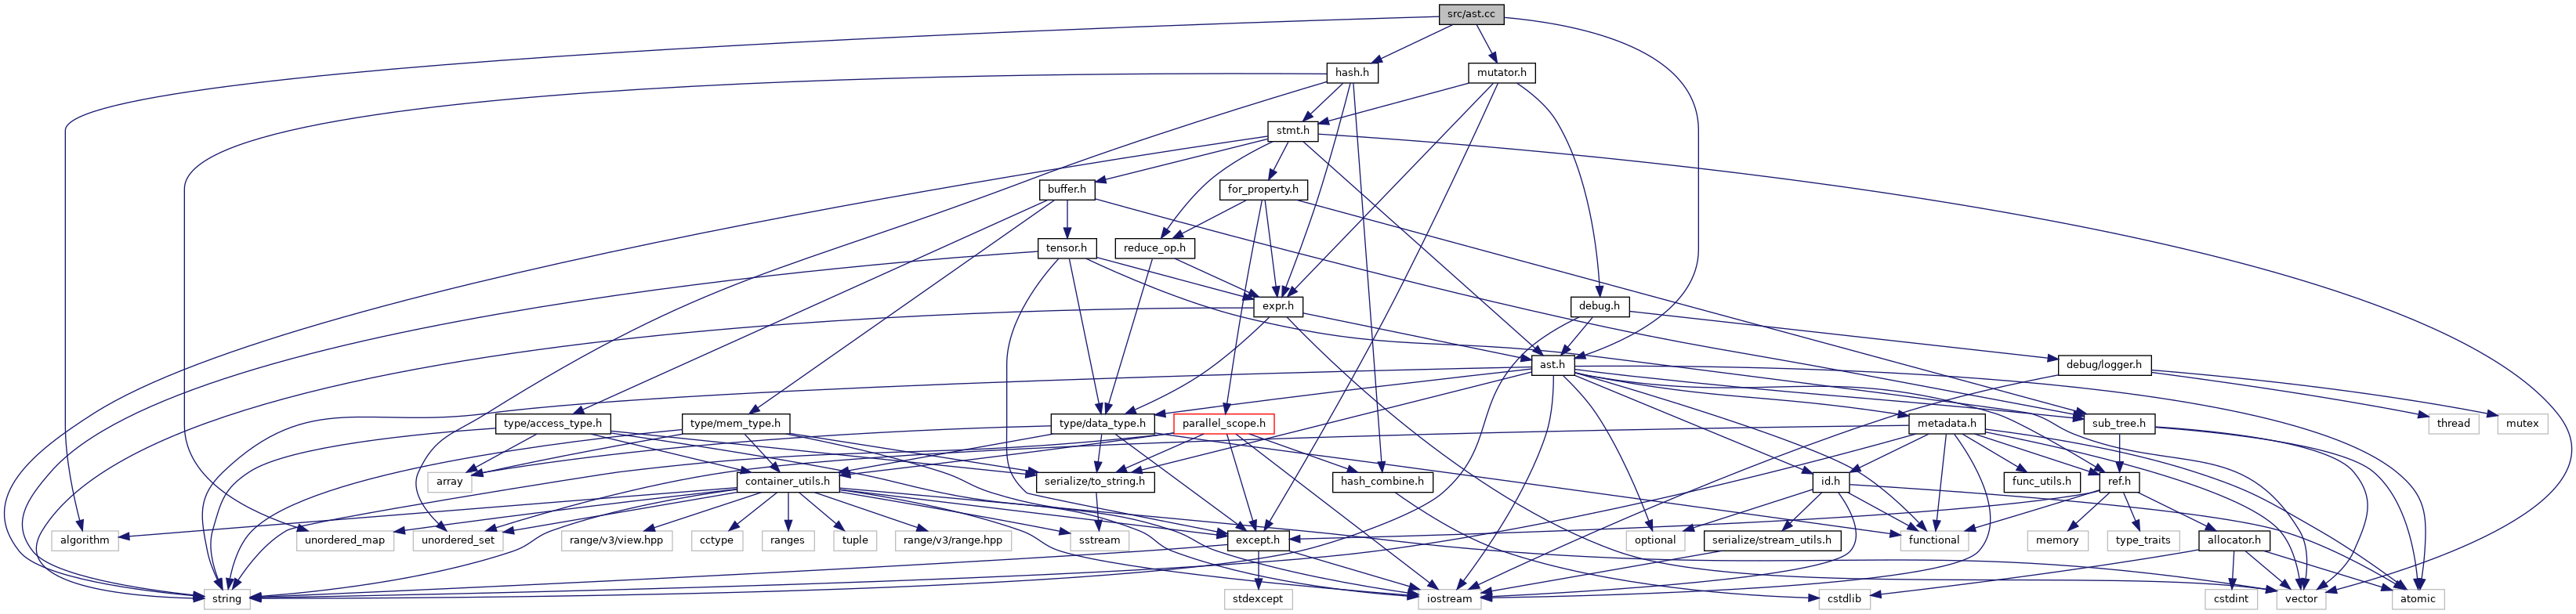 src/ast.cc
hash.h
mutator.h
stmt.h
buffer.h
for_property.h
tensor.h
reduce_op.h
expr.h
debug.h
ast.h
debug/logger.h
type/access_type.h
type/mem_type.h
type/data_type.h
parallel_scope.h
metadata.h
sub_tree.h
thread
mutex
array
container_utils.h
serialize/to_string.h
hash_combine.h
id.h
func_utils.h
ref.h
algorithm
unordered_map
unordered_set
range/v3/view.hpp
cctype
ranges
tuple
range/v3/range.hpp
sstream
except.h
optional
serialize/stream_utils.h
functional
memory
type_traits
allocator.h
string
stdexcept
iostream
cstdlib
cstdint
vector
atomic